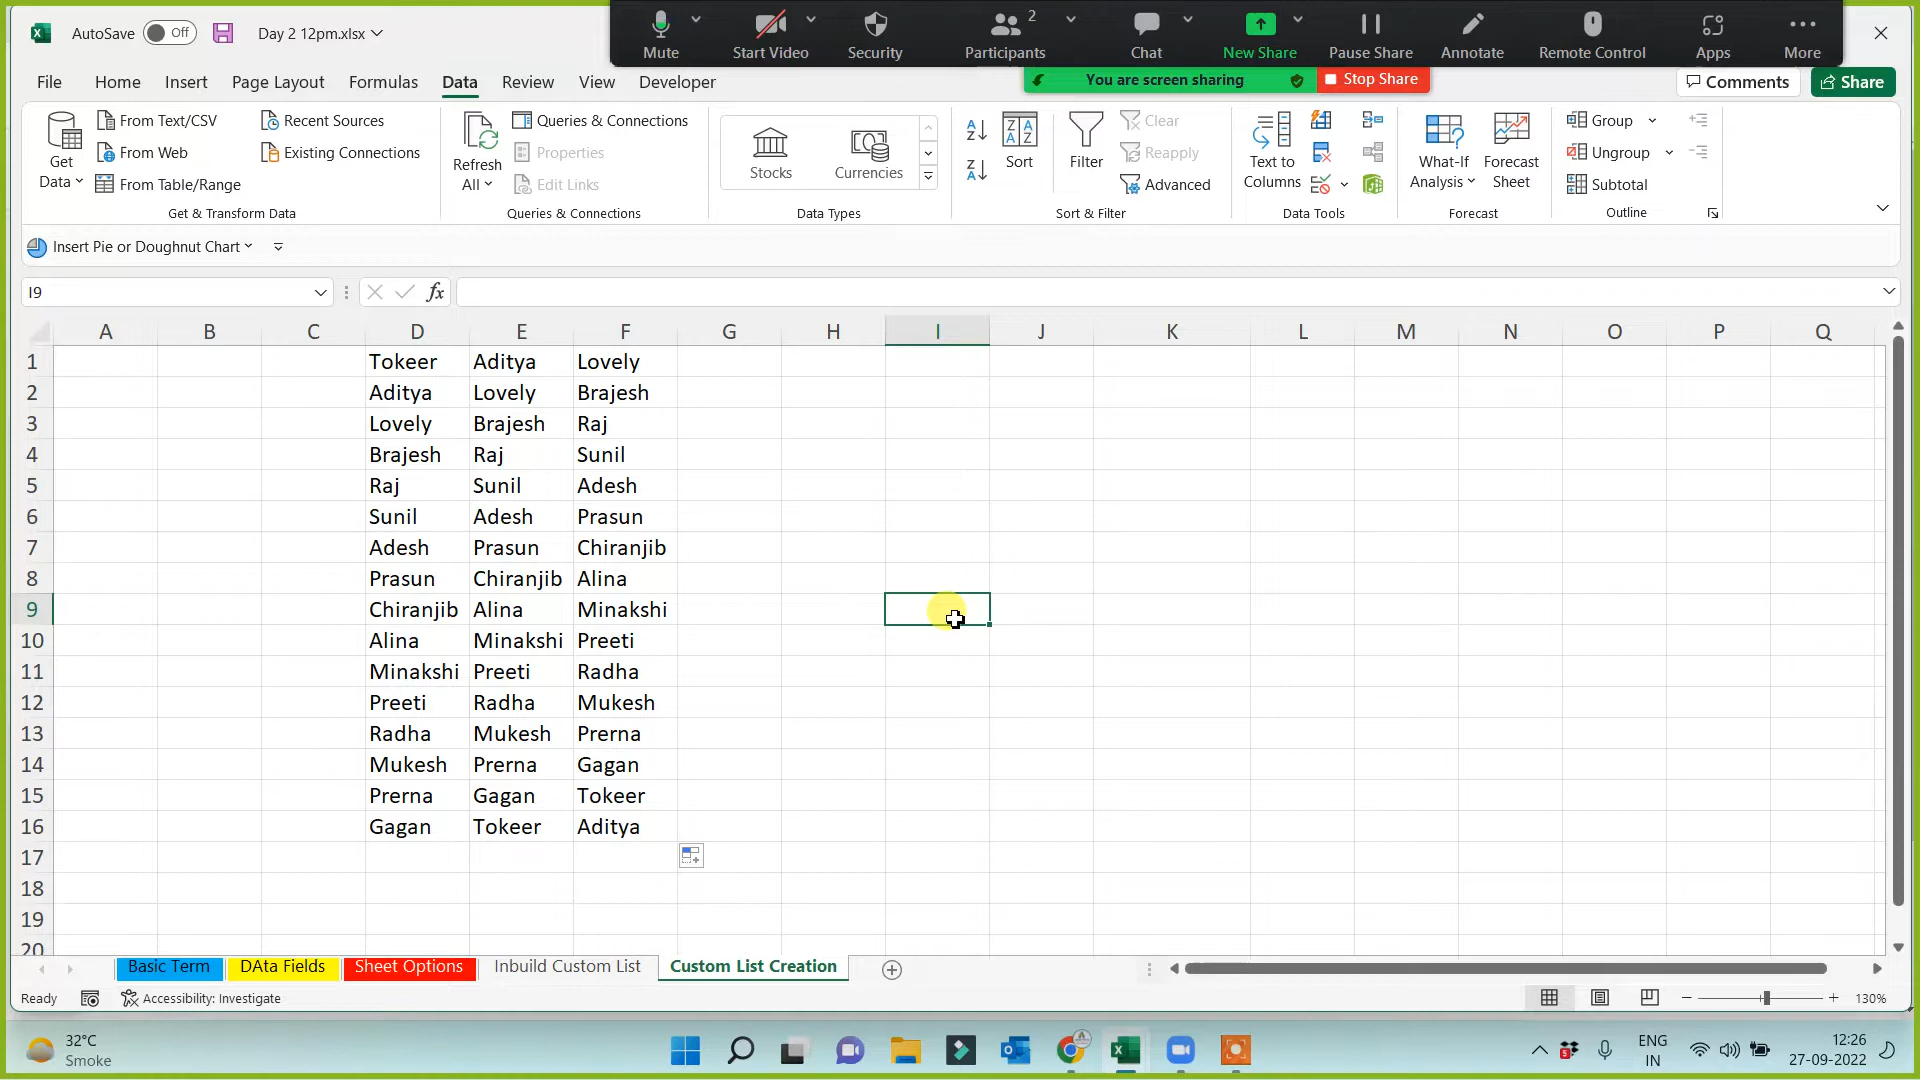 AutoSave Off Day 2 12pm.xlsx
Mute Start Video Security Participants 2 Chat New Share Pause Share Annotate Remote Control Apps More
You are screen sharing Stop Share
File Home Insert Page Layout Formulas Data Review View Developer Comments Share
Get Data
From Text/CSV
From Web
From Table/Range
Recent Sources
Existing Connections
Get & Transform Data
Refresh All
Queries & Connections
Properties
Edit Links
Queries & Connections
Stocks Currencies
Data Types
Sort
Filter
Clear
Reapply
Advanced
Sort & Filter
Text to Columns
Data Tools
What-If Analysis
Forecast Sheet
Forecast
Group
Ungroup
Subtotal
Outline
Insert Pie or Doughnut Chart
I9 fx
A B C D E F G H I J K L M N O P Q
1 Tokeer Aditya Lovely
2 Aditya Lovely Brajesh
3 Lovely Brajesh Raj
4 Brajesh Raj Sunil
5 Raj Sunil Adesh
6 Sunil Adesh Prasun
7 Adesh Prasun Chiranjib
8 Prasun Chiranjib Alina
9 Chiranjib Alina Minakshi
10 Alina Minakshi Preeti
11 Minakshi Preeti Radha
12 Preeti Radha Mukesh
13 Radha Mukesh Prerna
14 Mukesh Prerna Gagan
15 Prerna Gagan Tokeer
16 Gagan Tokeer Aditya
17
18
19
20
Basic Term DAta Fields Sheet Options Inbuild Custom List Custom List Creation
Ready Accessibility: Investigate 130%
32°C
Smoke
ENG
IN
12:26
27-09-2022